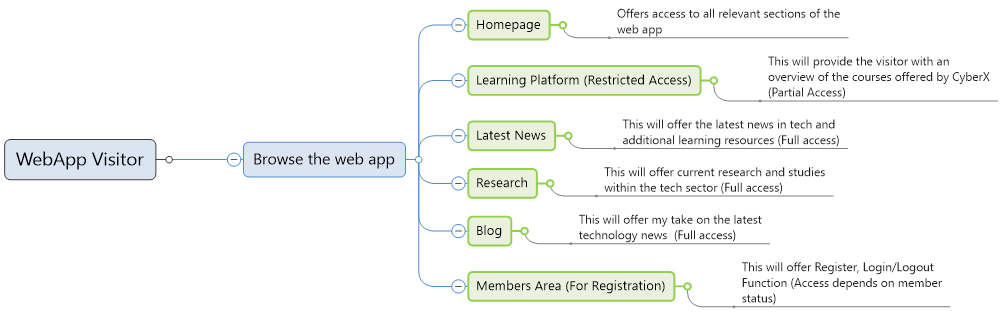 WebApp Visitor
Browse the web app
Homepage
Offers access to all relevant sections of the
web app
Learning Platform (Restricted Access)
This will provide the visitor with an
overview of the courses offered by CyberX
(Partial Access)
Latest News
This will offer the latest news in tech and
additional learning resources (Full access)
Research
This will offer current research and studies
within the tech sector (Full access)
Blog
This will offer my take on the latest
technology news  (Full access)
Members Area (For Registration)
This will offer Register, Login/Logout
Function (Access depends on member
status)